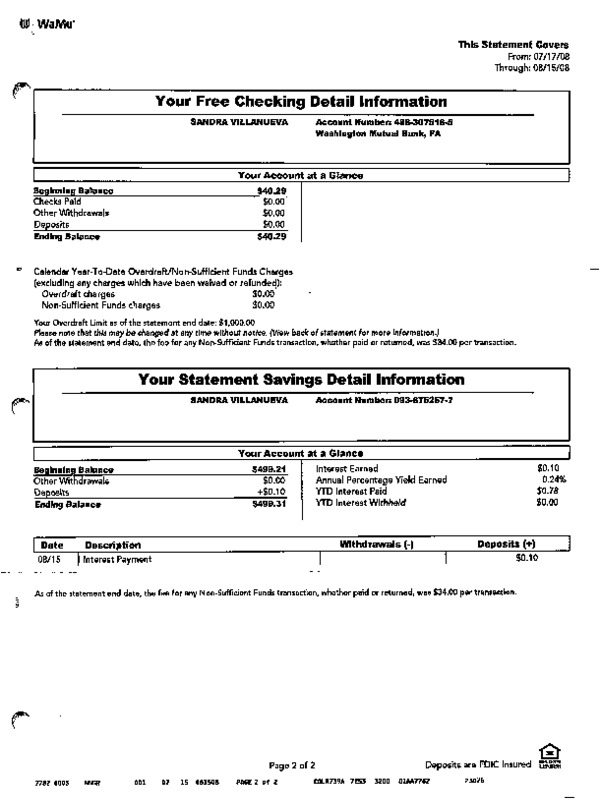 WaMu
This Statement Covers
From: 07/17/08
Through: 08/15/08
Your Free Checking Detail Information
SANDRA VILLANUEVA Account Number: 486-307516-5
Washington Mutual Bank, FA
Your Account at a Glance
Beginning Balance $40.29
Checks Paid $0.00
Other Withdrawals $0.00
Deposits $0.00
Ending Balance $40.29
Calendar Year-To-Date Overdraft/Non-Sufficient Funds Charges
(excluding any charges which have been waived or refunded):
Overdraft charges $0.00
Non-Sufficient Funds charges $0.00
Your Overdraft Limit as of the statement end date: $1,000.00
Please note that this may be changed at any time without notice. (View back of statement for more information.)
As of the statement end date, the fee for any Non-Sufficient Funds transaction, whether paid or returned, was $34.00 per transaction.
Your Statement Savings Detail Information
SANDRA VILLANUEVA Account Number: 093-675257-7
Your Account at a Glance
Beginning Balance $499.21 Interest Earned $0.10
Other Withdrawals $0.00 Annual Percentage Yield Earned 0.24%
Deposits +$0.10 YTD Interest Paid $0.78
Ending Balance $499.31 YTD Interest Withheld $0.00
Date Description Withdrawals (-) Deposits (+)
08/15 Interest Payment $0.10
As of the statement end date, the fee for any Non-Sufficient Funds transaction, whether paid or returned, was $34.00 per transaction.
Page 2 of 2 Deposits are FDIC Insured
001 07 15 PAGE 2 of 2 3200